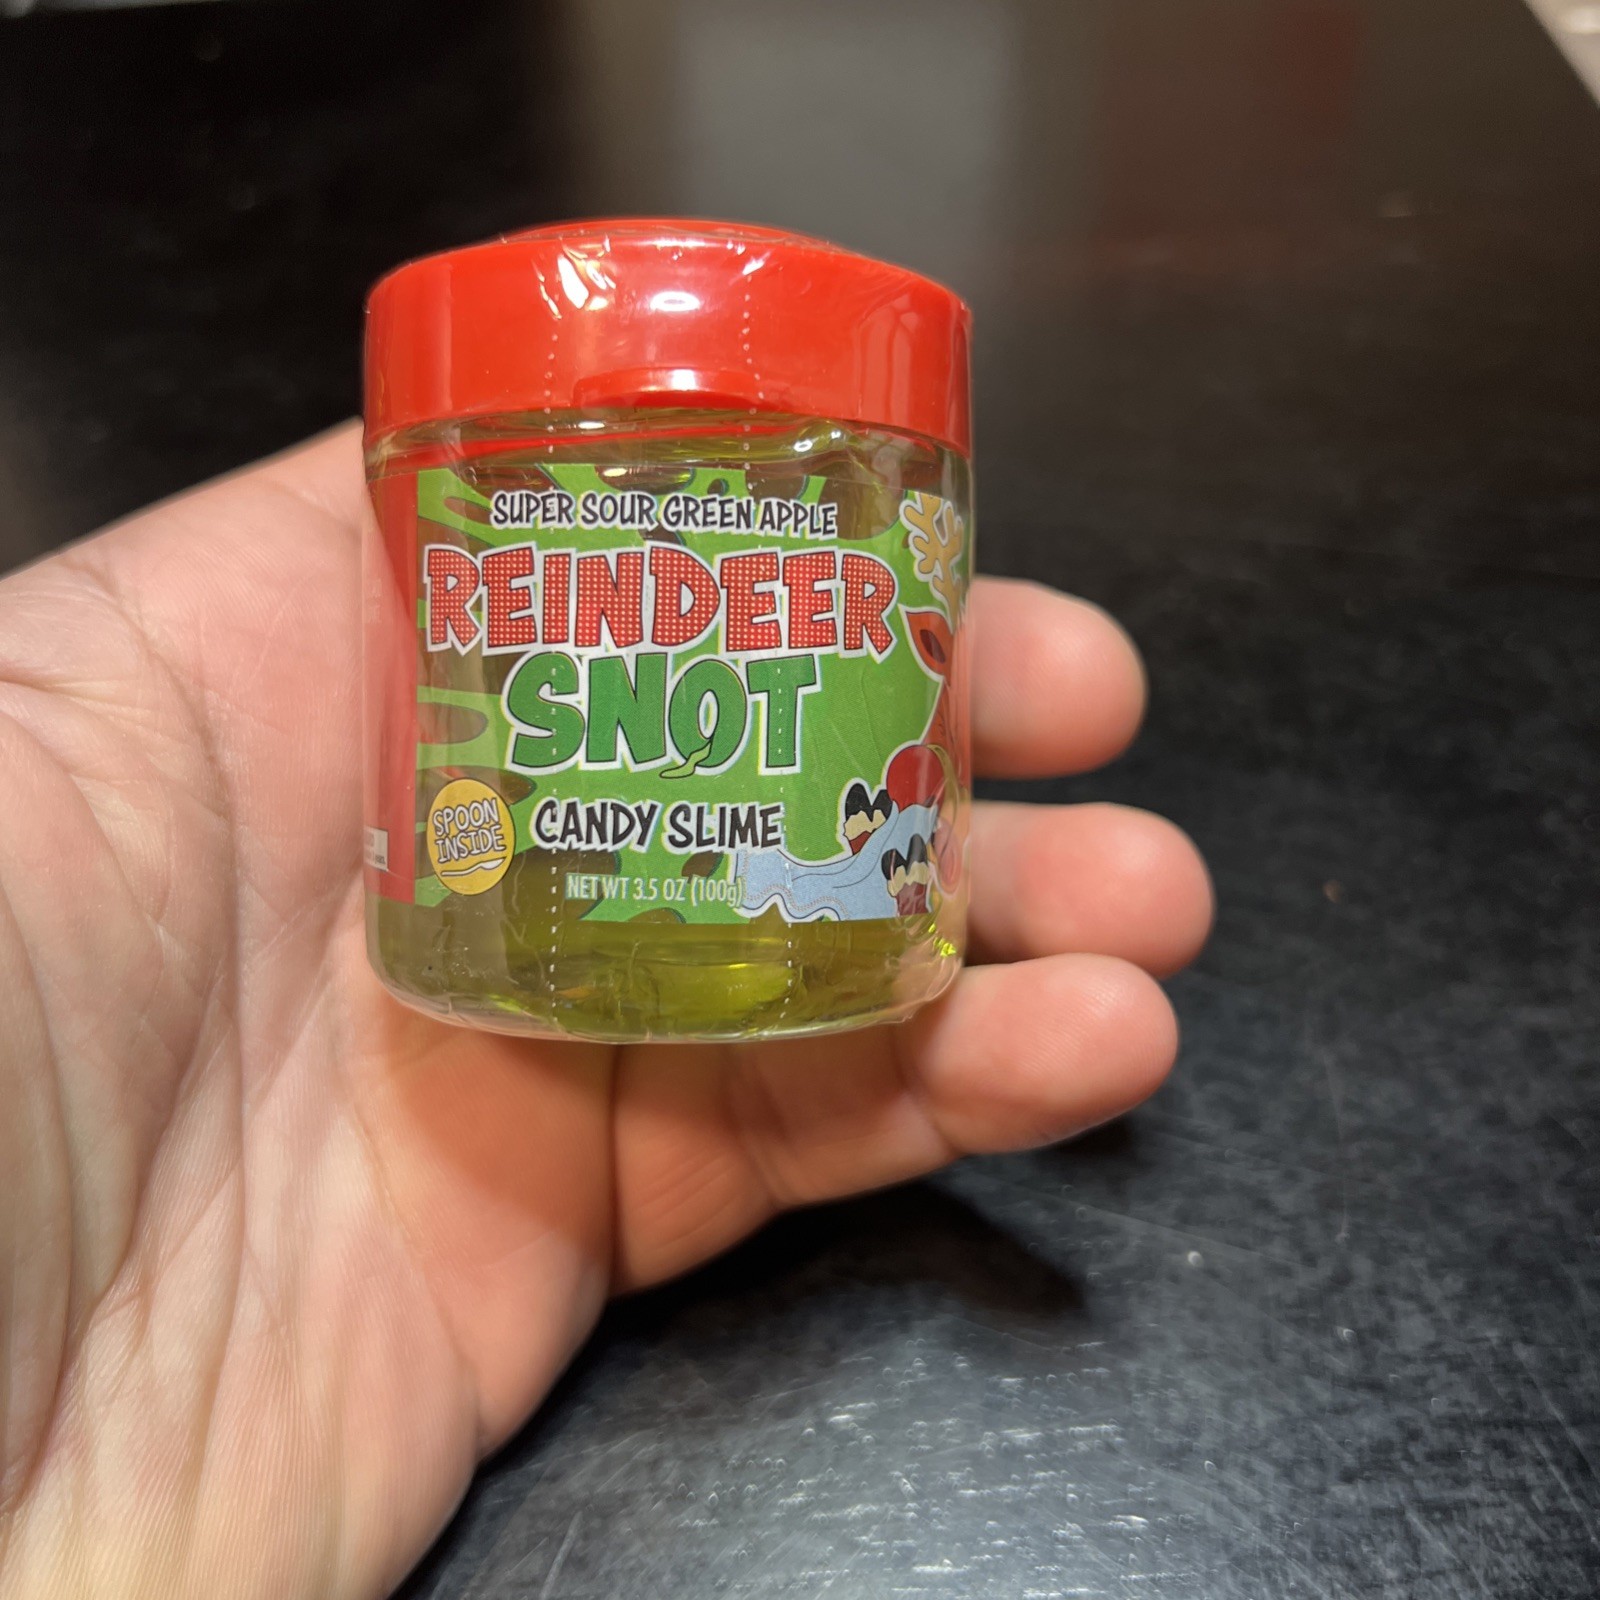 SUPER SOUR GREEN APPLE
REINDEER
SNOT
SPOON
INSIDE
CANDY SLIME
NET WT 3.5 OZ (100g)